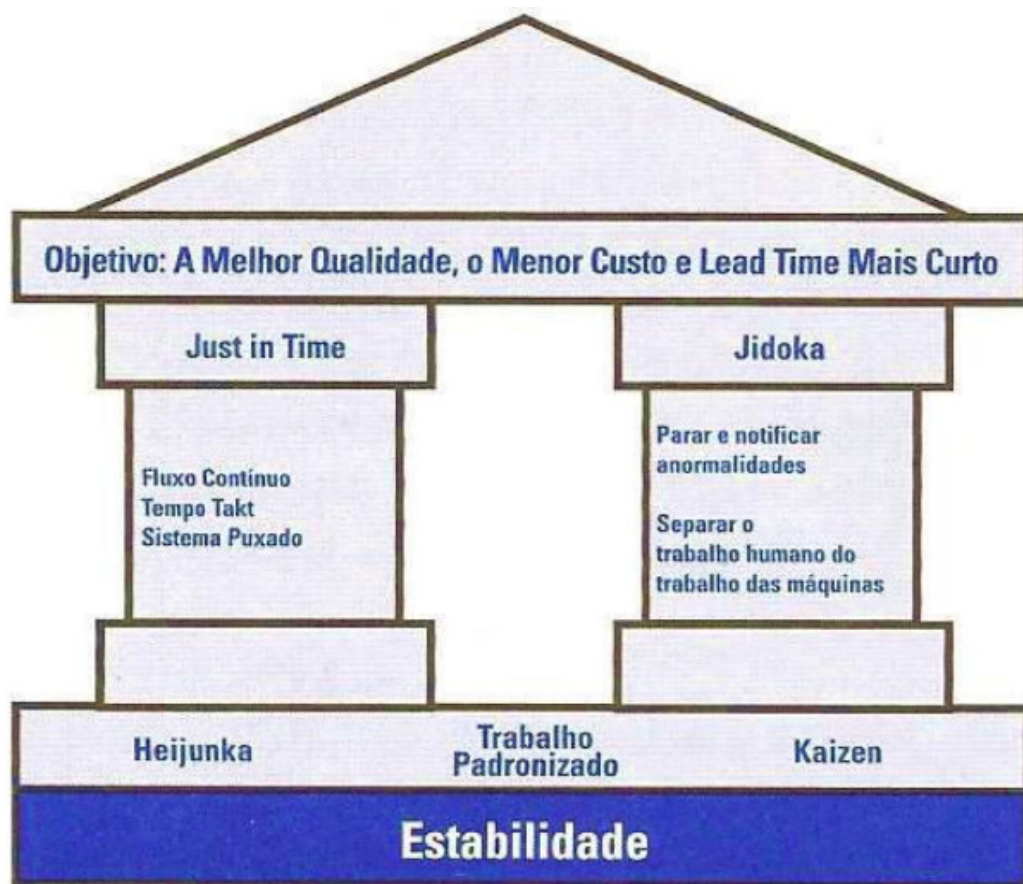 Objetivo: A Melhor Qualidade, o Menor Custo e Lead Time Mais Curto
Just in Time
Jidoka
Fluxo Contínuo
Tempo Takt
Sistema Puxado
Parar e notificar
anormalidades
Separar o
trabalho humano do
trabalho das máquinas
Heijunka
Trabalho
Padronizado
Kaizen
Estabilidade